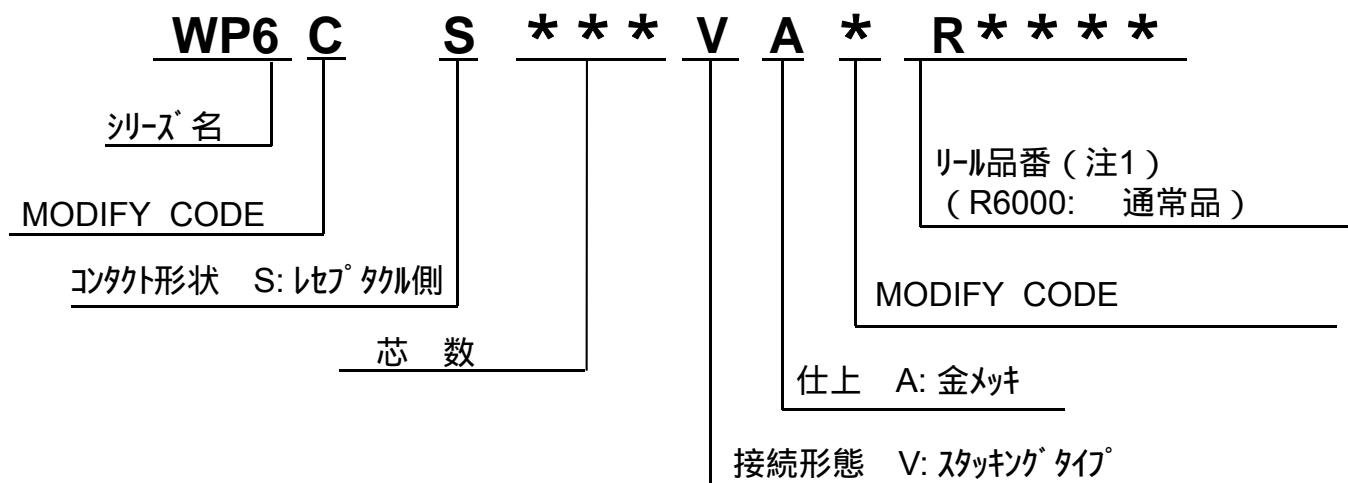 WP6 C S * * * V A * R * * * *
ｼﾘｰｽﾞ名
リール品番（注1）
（R6000: 通常品）
MODIFY CODE
ｺﾝﾀｸﾄ形状 S: ﾚｾﾌﾟﾀｸﾙ側
MODIFY CODE
芯 数
仕上 A: 金ﾒｯｷ
接続形態 V: ｽﾀｯｷﾝｸﾞﾀｲﾌﾟ